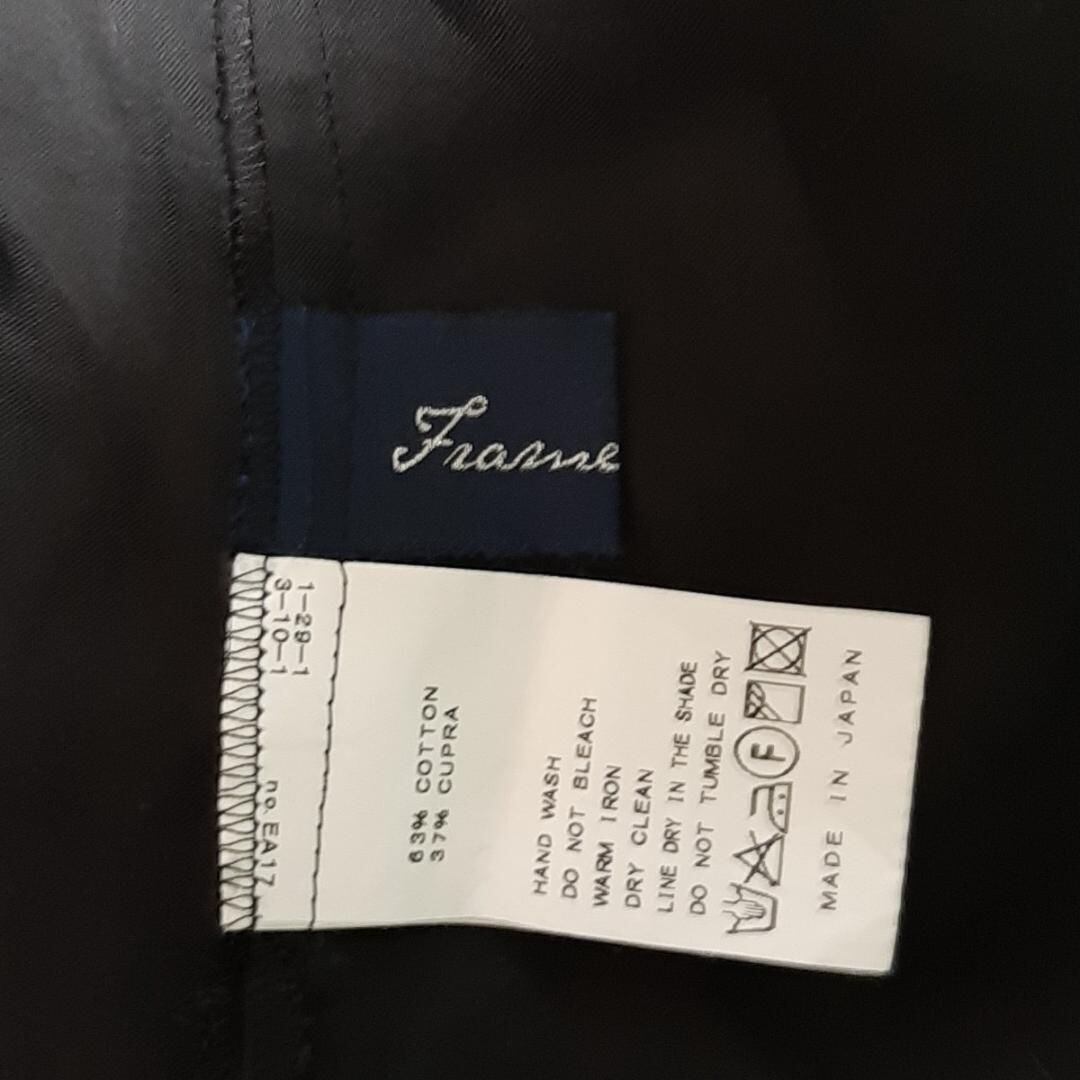 Frame
1-29-1
3-10-1
no.EA17
63% COTTON
37% CUPRA
HAND WASH
DO NOT BLEACH
WARM IRON
DRY CLEAN
LINE DRY IN THE SHADE
DO NOT TUMBLE DRY
F
MADE IN JAPAN